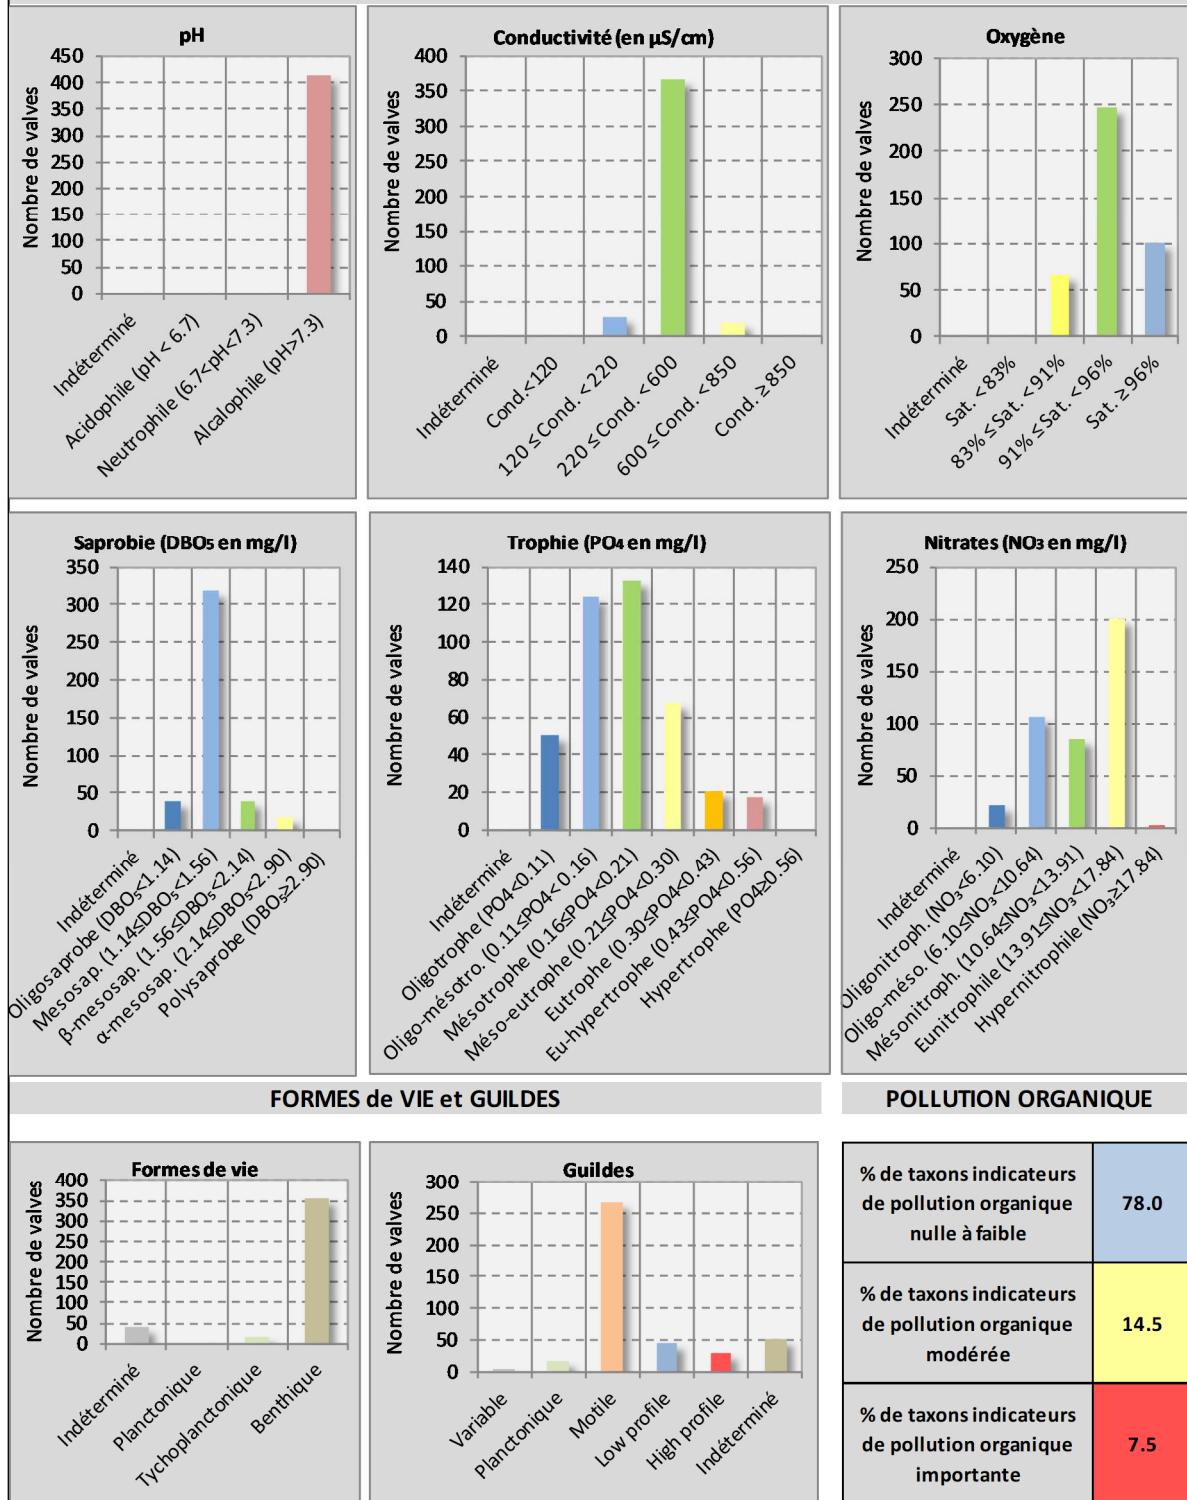 pH
Nombre de valves
450
400
350
300
250
200
150
100
50
0
Indéterminé
Acidophile (pH < 6.7)
Neutrophile (6.7<pH<7.3)
Alcalophile (pH>7.3)
Conductivité (en µS/cm)
Nombre de valves
400
350
300
250
200
150
100
50
0
Indéterminé
Cond.<120
120 ≤ Cond. < 220
220 ≤ Cond. < 600
600 ≤ Cond. < 850
Cond. ≥ 850
Oxygène
Nombre de valves
300
250
200
150
100
50
0
Indéterminé
Sat. < 83%
83% ≤ Sat. < 91%
91% ≤ Sat. < 96%
Sat. ≥ 96%
Saprobie (DBO₅ en mg/l)
Nombre de valves
350
300
250
200
150
100
50
0
Indéterminé
Oligosaprobe (DBO₅<1.14)
Mesosap. (1.14≤DBO₅<1.56)
β-mesosap. (1.56≤DBO₅<2.14)
α-mesosap. (2.14≤DBO₅<2.90)
Polysaprobe (DBO₅≥2.90)
Trophie (PO4 en mg/l)
Nombre de valves
140
120
100
80
60
40
20
0
Indéterminé
Oligotrophe (PO4<0.11)
Oligo-mésotro. (0.11≤PO4< 0.16)
Mésotrophe (0.16≤PO4<0.21)
Méso-eutrophe (0.21≤PO4<0.30)
Eutrophe (0.30≤PO4<0.43)
Eu-hypertrophe (0.43≤PO4<0.56)
Hypertrophe (PO4≥0.56)
Nitrates (NO₃ en mg/l)
Nombre de valves
250
200
150
100
50
0
Indéterminé
Oligonitroph. (NO₃<6.10)
Oligo-méso. (6.10≤NO₃<10.64)
Mésonitroph. (10.64≤NO₃<13.91)
Eunitrophile (13.91≤NO₃<17.84)
Hypernitrophile (NO₃≥17.84)
FORMES de VIE et GUILDES
POLLUTION ORGANIQUE
Formes de vie
Nombre de valves
400
350
300
250
200
150
100
50
0
Indéterminé
Planctonique
Tychoplanctonique
Benthique
Guildes
Nombre de valves
300
250
200
150
100
50
0
Variable
Planctonique
Motile
Low profile
High profile
Indéterminé
% de taxons indicateurs
de pollution organique
nulle à faible
78.0
% de taxons indicateurs
de pollution organique
modérée
14.5
% de taxons indicateurs
de pollution organique
importante
7.5